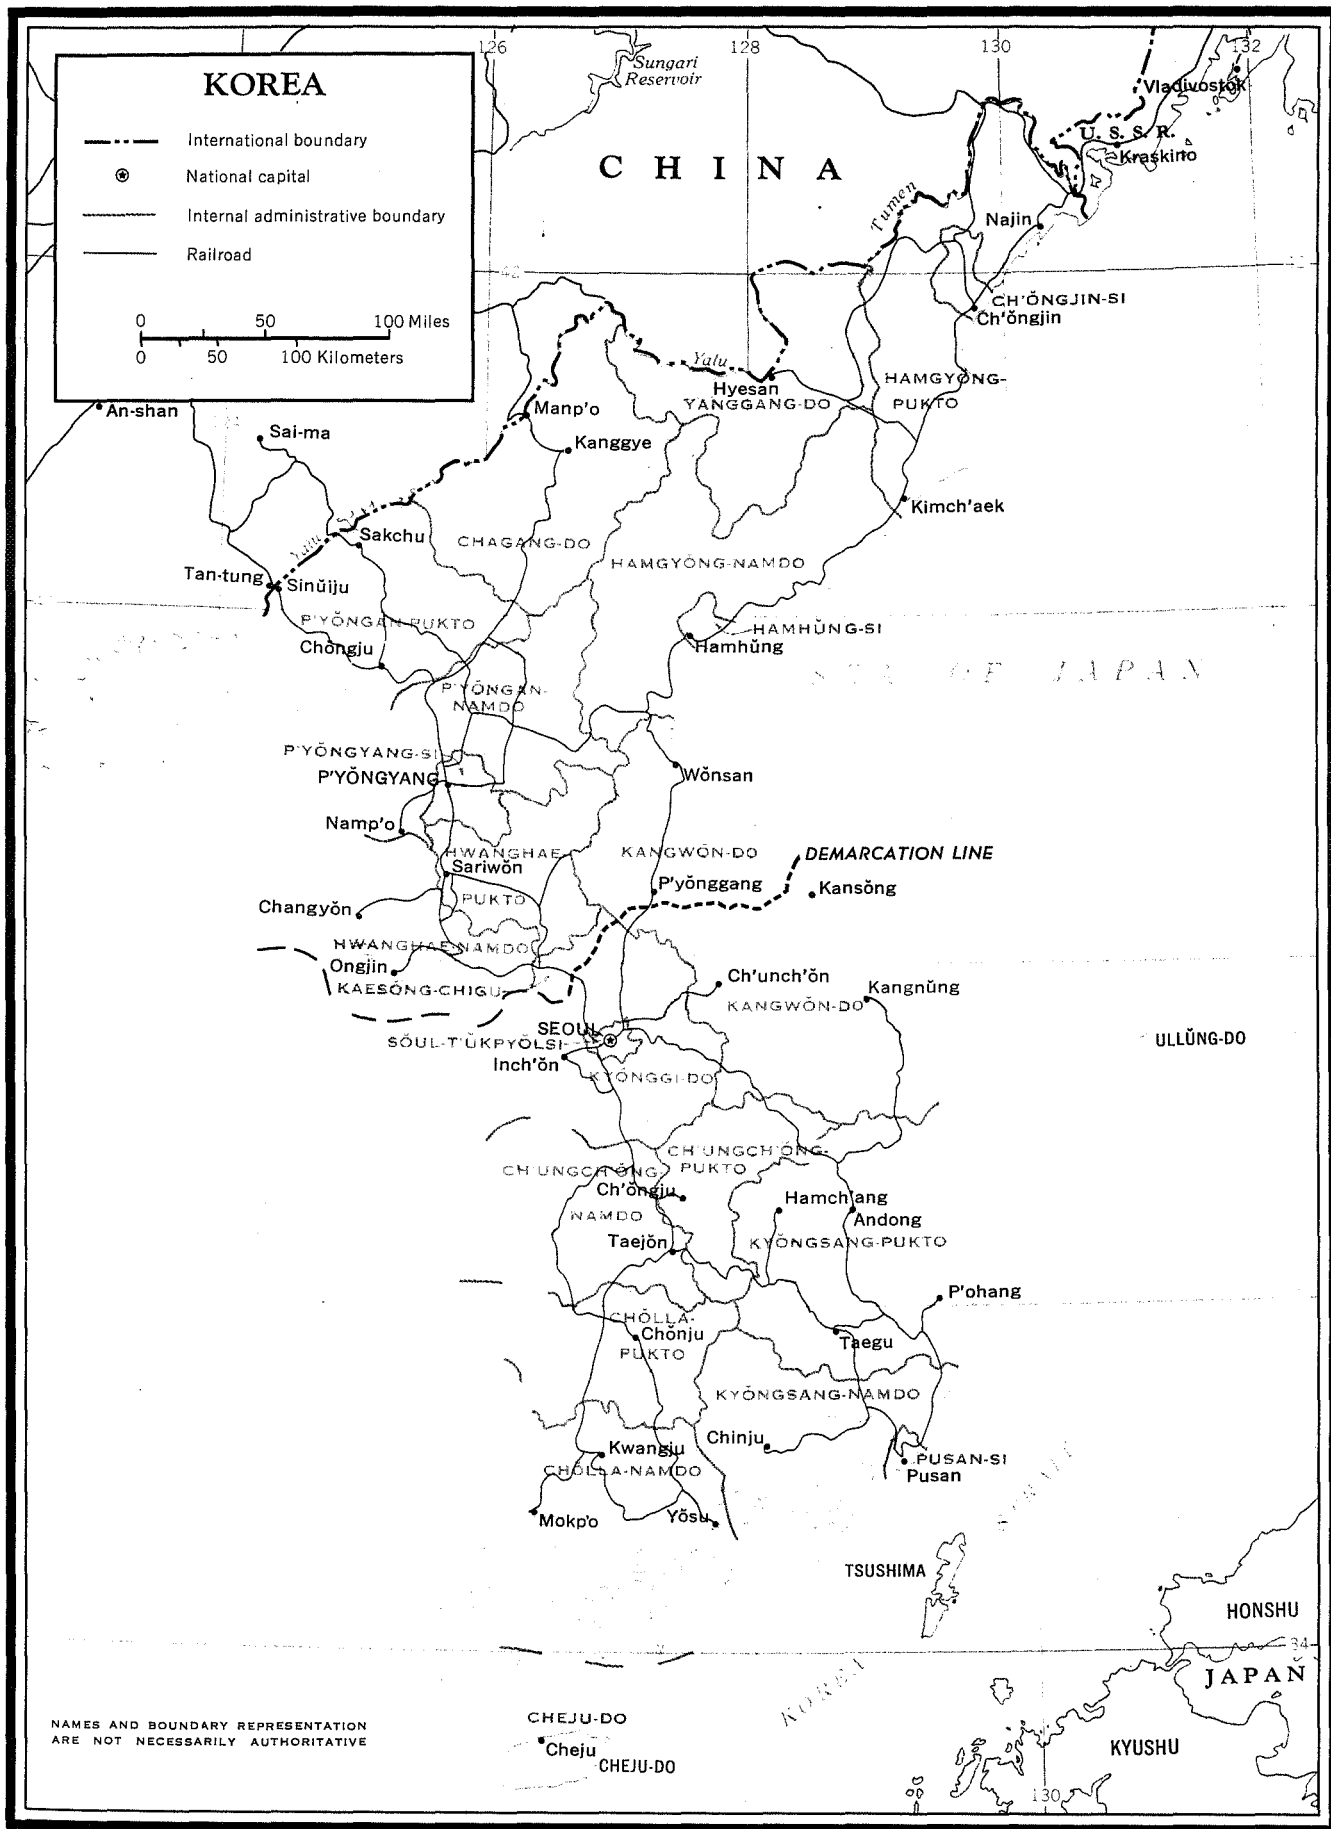 KOREA
International boundary
National capital
Internal administrative boundary
Railroad
0 50 100 Miles
0 50 100 Kilometers
126
128
130
132
Sungari
Reservoir
CHINA
Vladivostok
U. S. S. R.
Kraskino
Tumen
Najin
42
CH'ŎNGJIN-SI
Ch'ŏngjin
Yalu
Hyesan
YANGGANG-DO
HAMGYŎNG-
PUKTO
An-shan
Manp'o
Sai-ma
Kanggye
Kimch'aek
Yalu
Sakchu
CHAGANG-DO
HAMGYŎNG-NAMDO
Tan-tung
Sinŭiju
P'YŎNGAN-PUKTO
HAMHŬNG-SI
Hamhŭng
Chŏngju
SEA OF JAPAN
P'YŎNGAN-
NAMDO
P'YŎNGYANG-SI
P'YŎNGYANG
Wŏnsan
Namp'o
HWANGHAE-
PUKTO
Sariwŏn
KANGWŎN-DO
DEMARCATION LINE
P'yŏnggang
Kansŏng
Changyŏn
HWANGHAE-NAMDO
Ongjin
KAESŎNG-CHIGU
Ch'unch'ŏn
Kangnŭng
KANGWŎN-DO
SEOUL
SŎUL-T'ŬKPYŎLSI
Inch'ŏn
KYŎNGGI-DO
ULLŬNG-DO
CH'UNGCH'ŎNG-
PUKTO
CH'UNGCH'ŎNG-
NAMDO
Ch'ŏngju
Hamch'ang
Andong
Taejŏn
KYŎNGSANG-PUKTO
P'ohang
CHŎLLA-
PUKTO
Chŏnju
Taegu
KYŎNGSANG-NAMDO
Kwangju
Chinju
CHŎLLA-NAMDO
PUSAN-SI
Pusan
Mokp'o
Yŏsu
KOREA STRAIT
TSUSHIMA
HONSHU
34
JAPAN
KYUSHU
130
CHEJU-DO
Cheju
CHEJU-DO
NAMES AND BOUNDARY REPRESENTATION
ARE NOT NECESSARILY AUTHORITATIVE